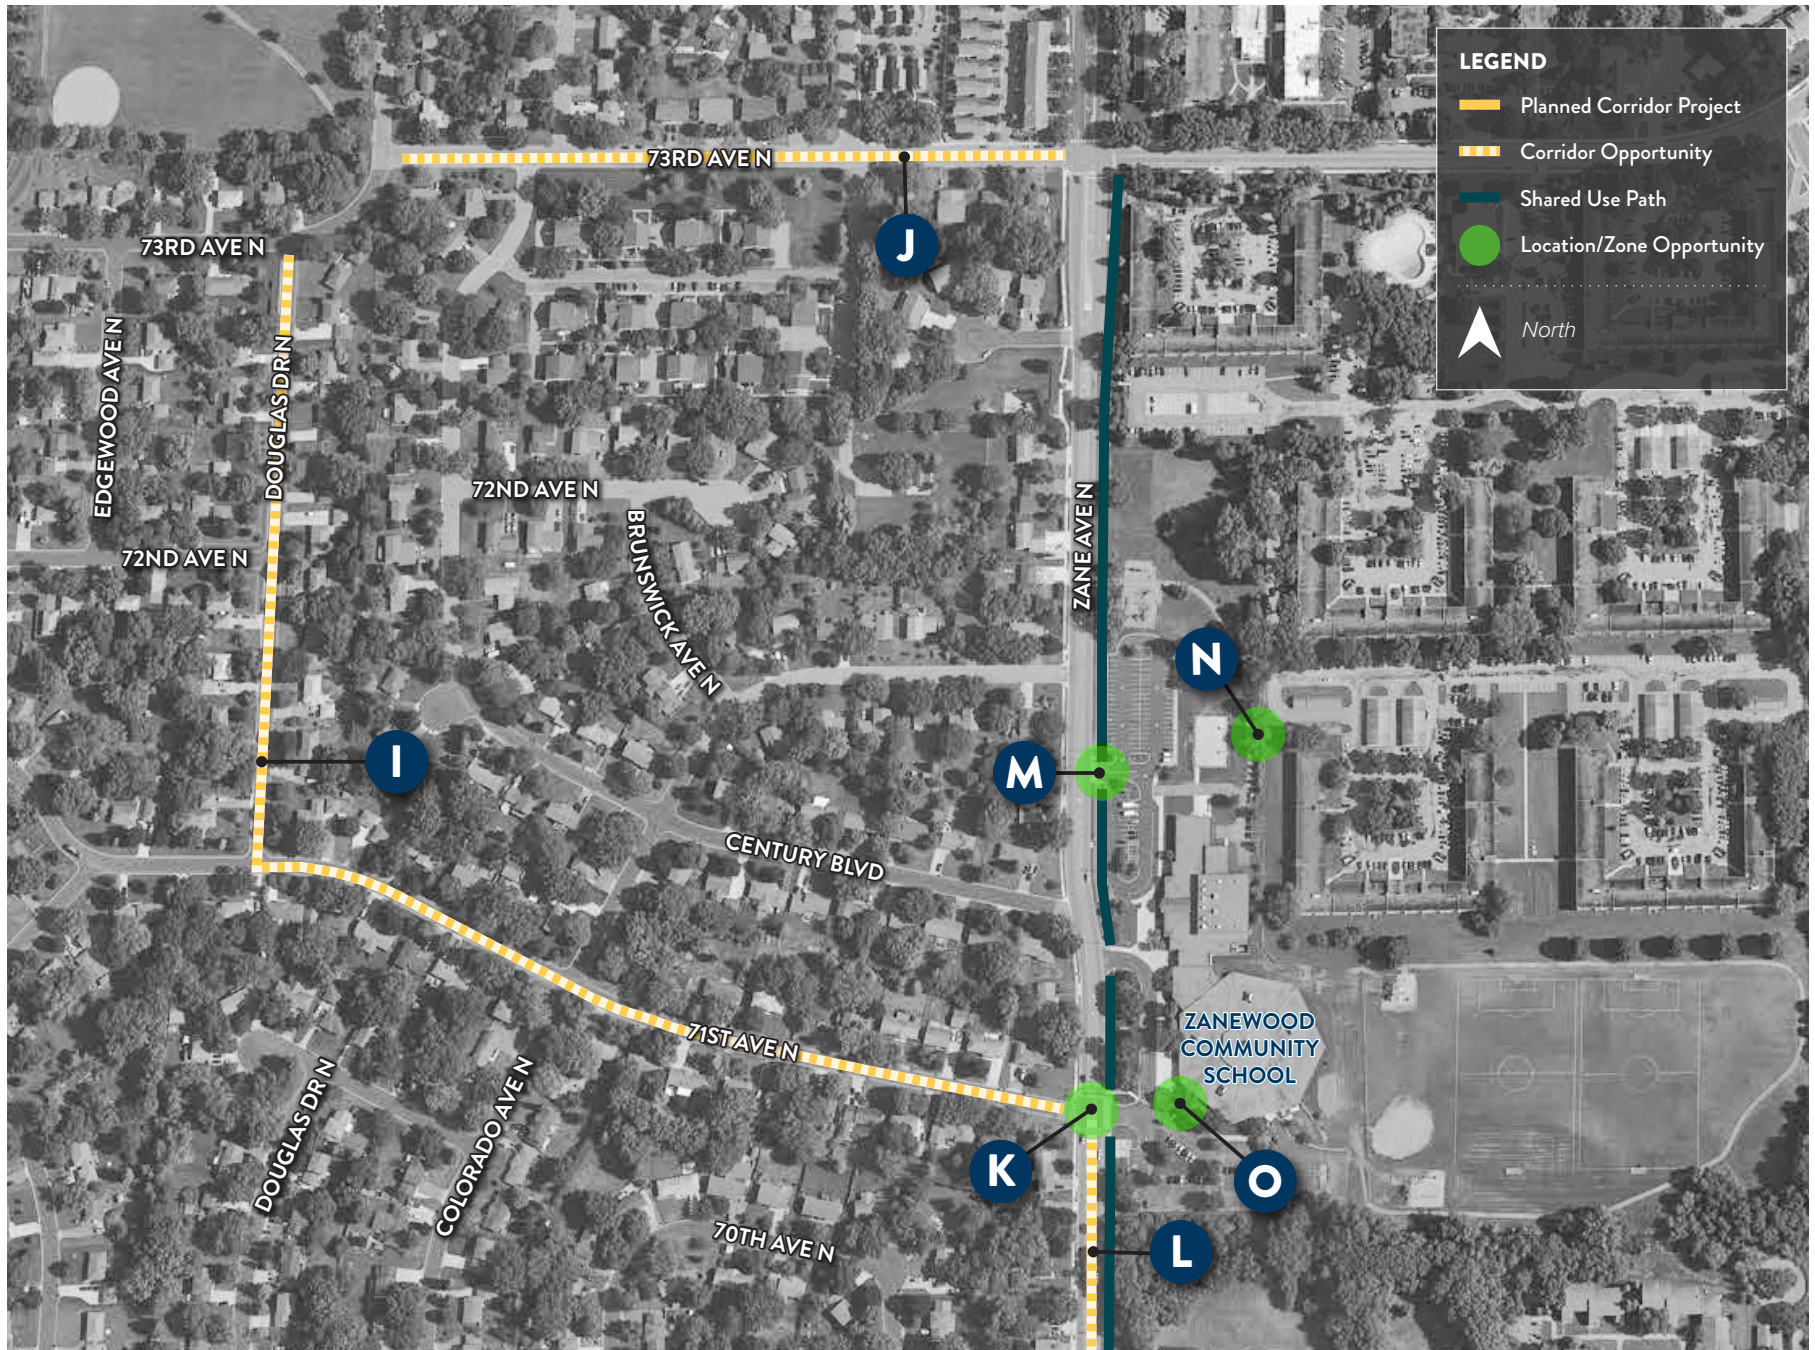 LEGEND
Planned Corridor Project
Corridor Opportunity
Shared Use Path
Location/Zone Opportunity
North
73RD AVE N
J
73RD AVE N
EDGEWOOD AVE N
DOUGLAS DR N
72ND AVE N
72ND AVE N
BRUNSWICK AVE N
ZANE AVE N
N
I
M
CENTURY BLVD
71ST AVE N
ZANEWOOD
COMMUNITY
SCHOOL
DOUGLAS DR N
COLORADO AVE N
K
O
70TH AVE N
L